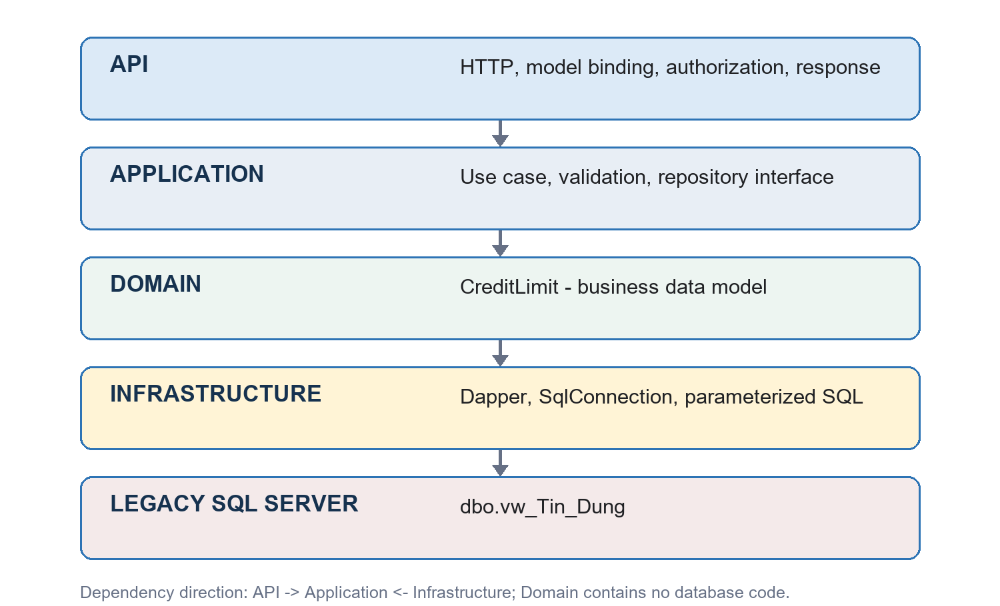 API
HTTP, model binding, authorization, response
APPLICATION
Use case, validation, repository interface
DOMAIN
CreditLimit - business data model
INFRASTRUCTURE
Dapper, SqlConnection, parameterized SQL
LEGACY SQL SERVER
dbo.vw_Tin_Dung
Dependency direction: API -> Application <- Infrastructure; Domain contains no database code.